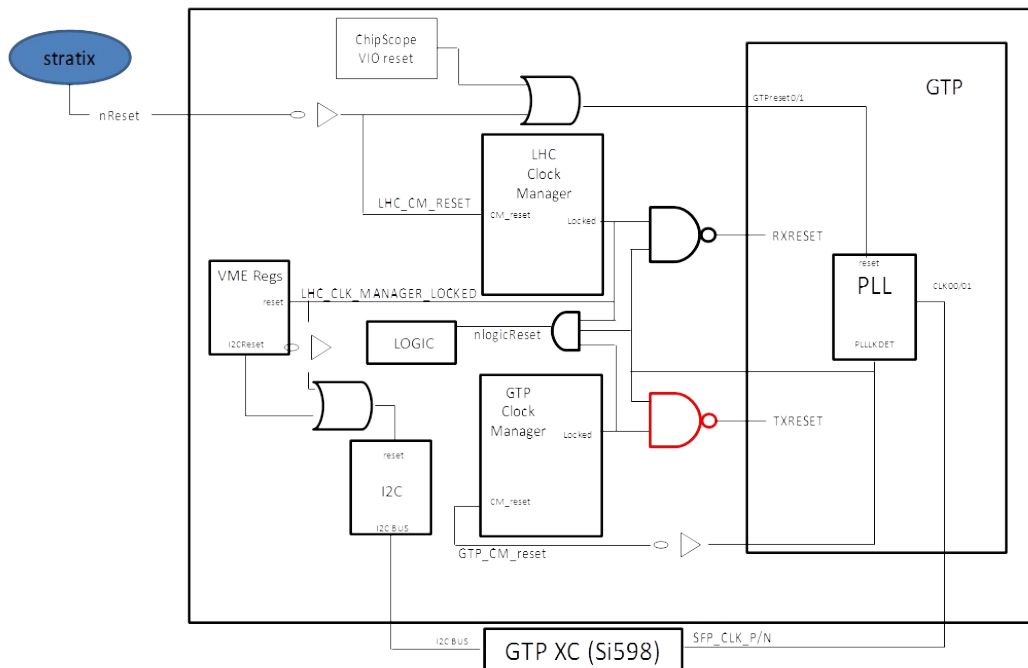 stratix
nReset
ChipScope
VIO reset
GTPreset0/1
GTP
LHC
Clock
Manager
LHC_CM_RESET
CM_reset
Locked
RXRESET
VME Regs
reset
LHC_CLK_MANAGER_LOCKED
I2CReset
LOGIC
nlogicReset
reset
PLL
CLK00/01
PLLLKDET
GTP
Clock
Manager
Locked
TXRESET
reset
I2C
I2C BUS
CM_reset
GTP_CM_reset
I2C BUS
GTP XC (Si598)
SFP_CLK_P/N